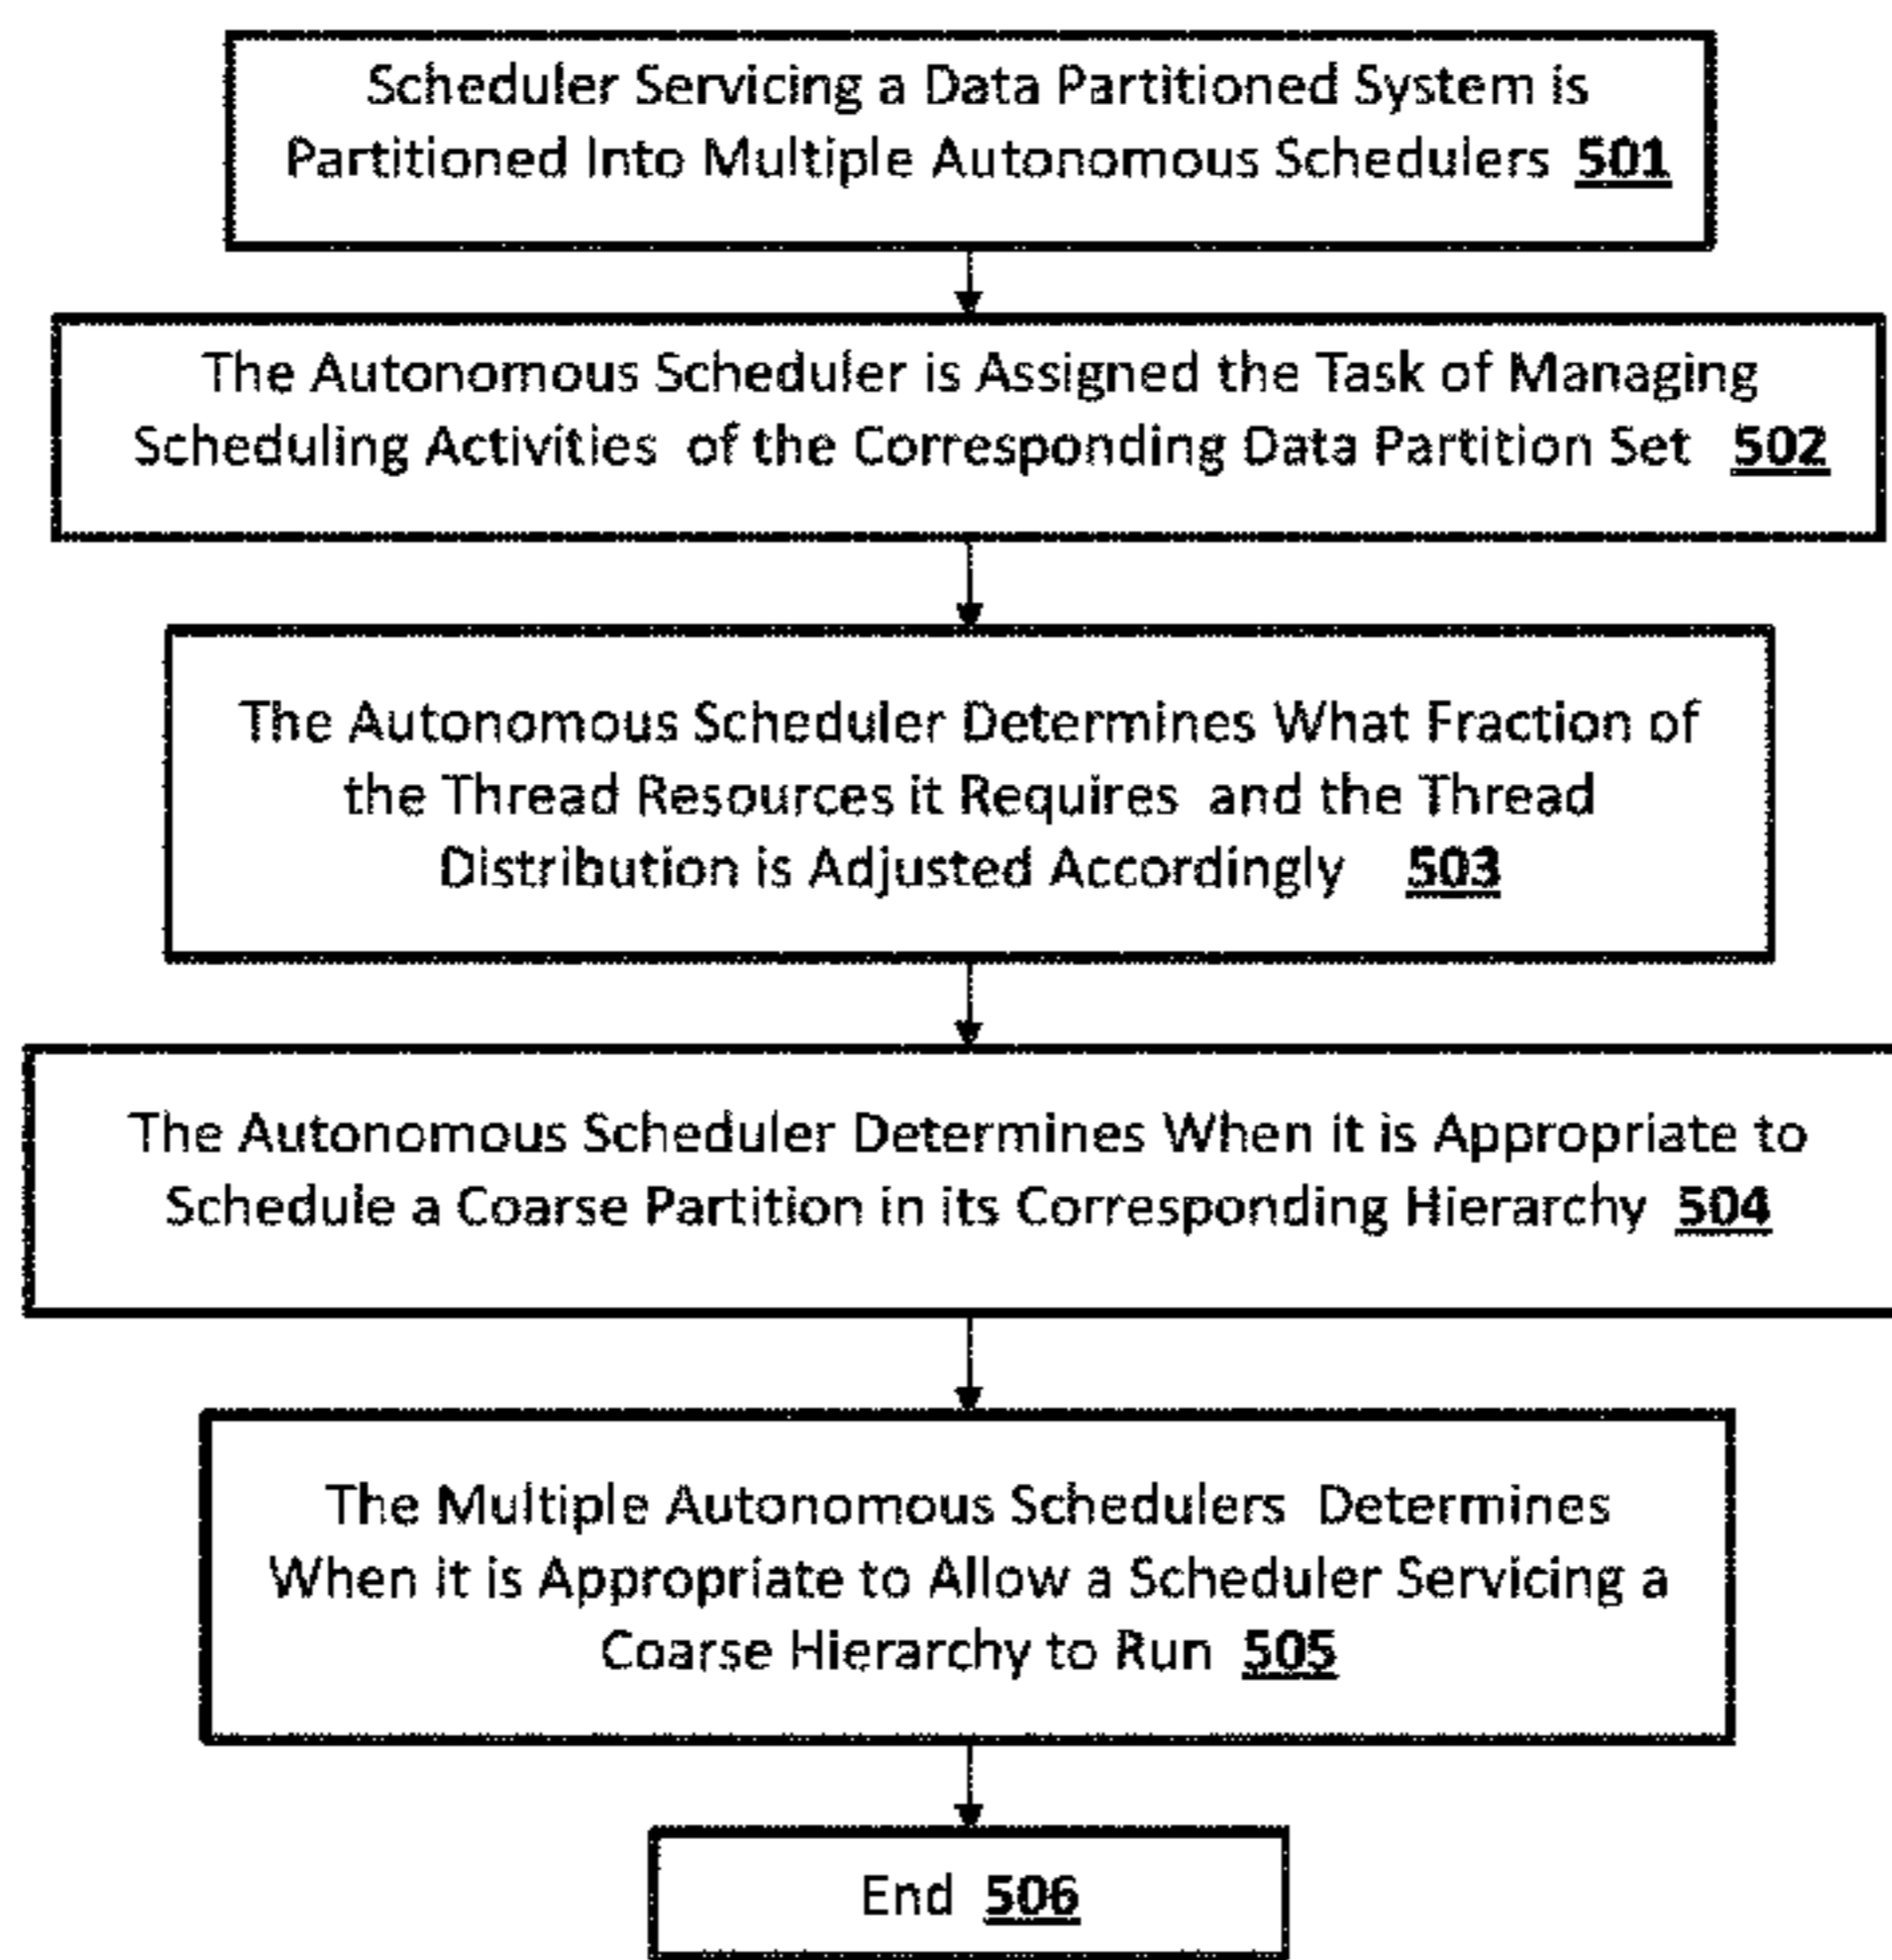 Scheduler Servicing a Data Partitioned System is
Partitioned Into Multiple Autonomous Schedulers 501
The Autonomous Scheduler is Assigned the Task of Managing
Scheduling Activities of the Corresponding Data Partition Set 502
The Autonomous Scheduler Determines What Fraction of
the Thread Resources it Requires and the Thread
Distribution is Adjusted Accordingly 503
The Autonomous Scheduler Determines When it is Appropriate to
Schedule a Coarse Partition in its Corresponding Hierarchy 504
The Multiple Autonomous Schedulers Determines
When it is Appropriate to Allow a Scheduler Servicing a
Coarse Hierarchy to Run 505
End 506